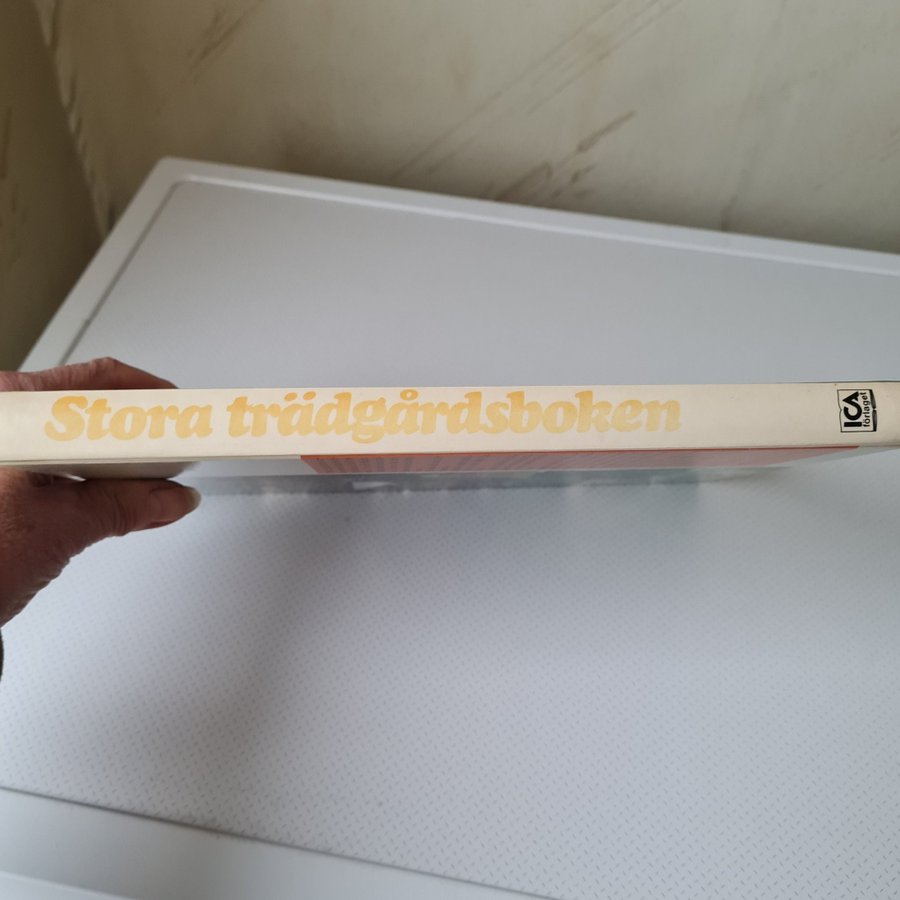 Stora trädgårdsboken
ICA
förlaget